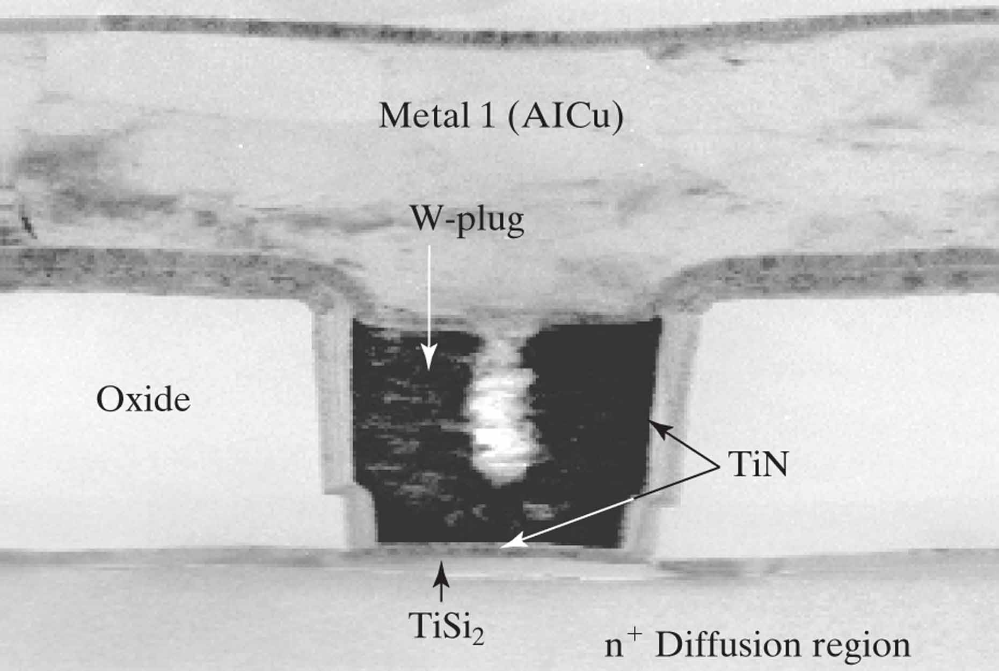 Metal 1 (AlCu)
W-plug
Oxide
TiN
TiSi₂
n⁺ Diffusion region